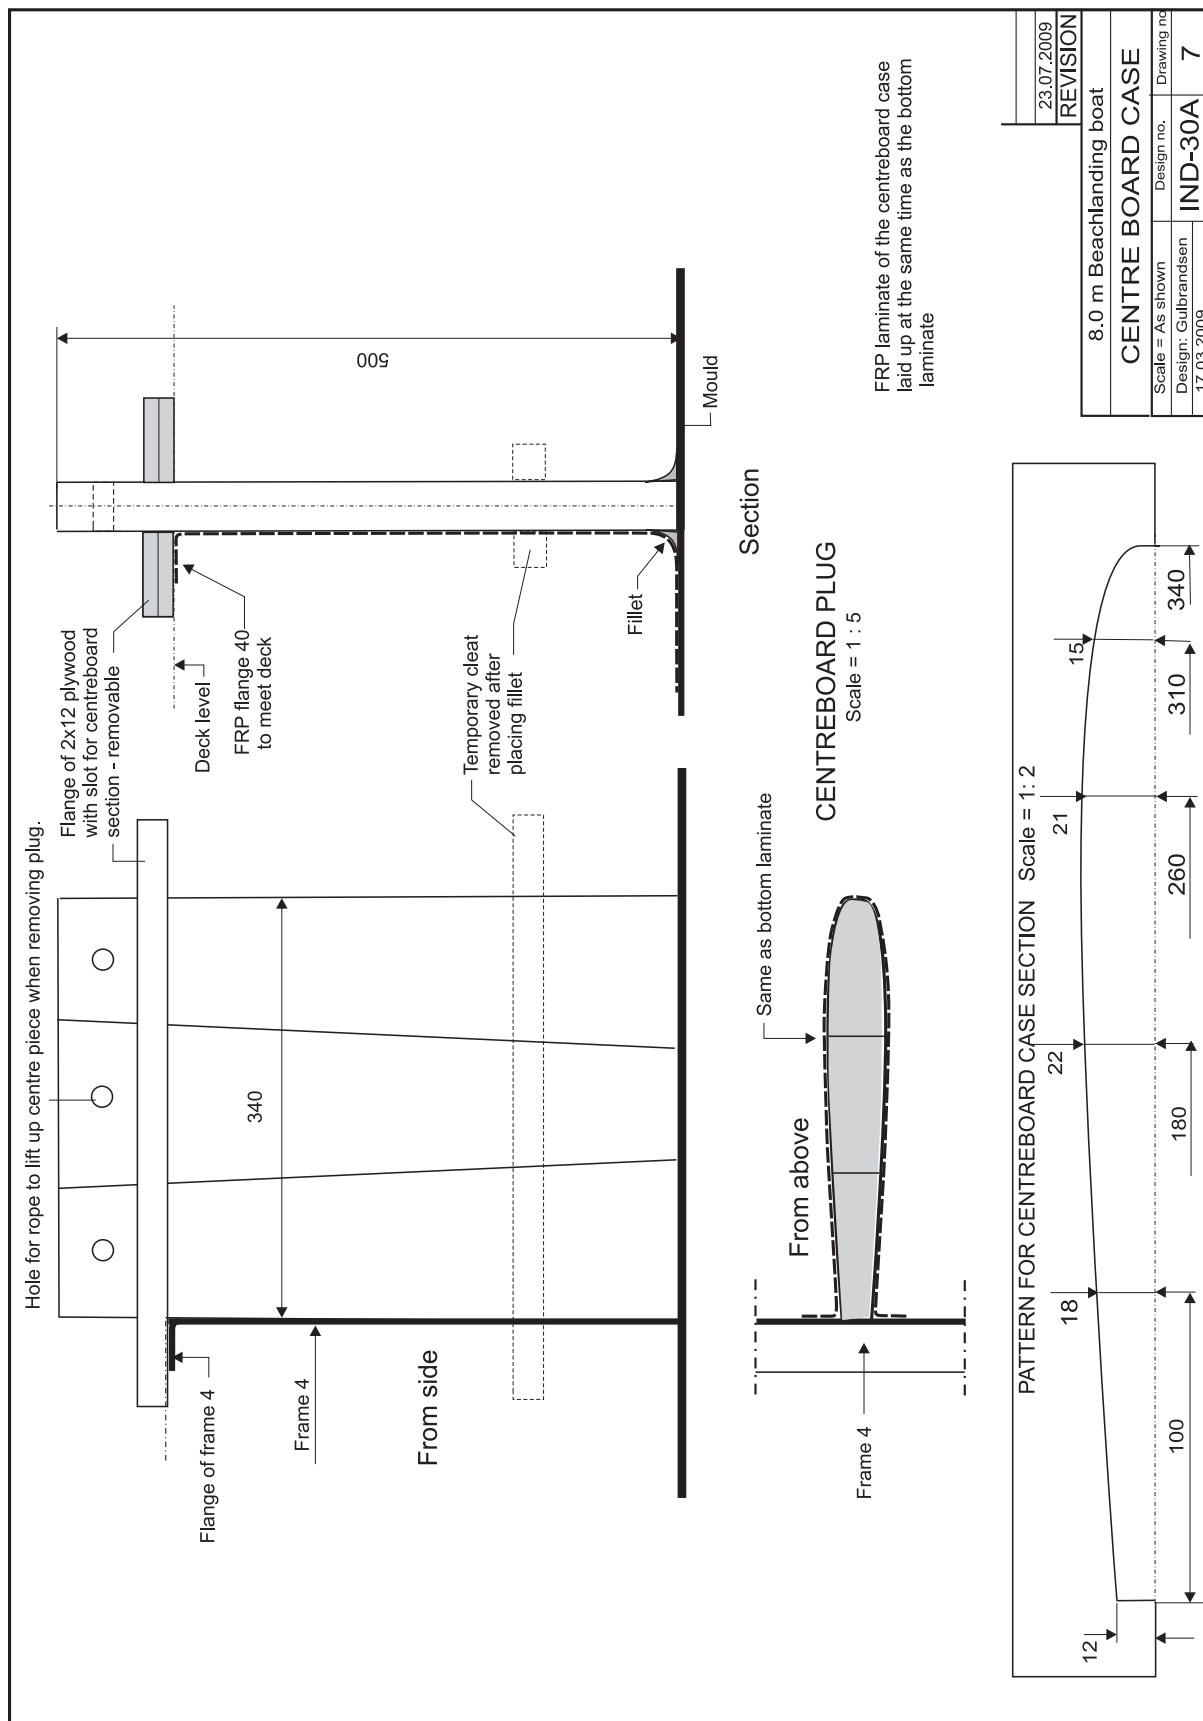 Hole for rope to lift up centre piece when removing plug.
Flange of 2x12 plywood
with slot for centreboard
section - removable
Deck level
FRP flange 40
to meet deck
500
340
Flange of frame 4
Frame 4
From side
Temporary cleat
removed after
placing fillet
Fillet
Mould
Section
Same as bottom laminate
From above
Frame 4
CENTREBOARD PLUG
Scale = 1 : 5
FRP laminate of the centreboard case
laid up at the same time as the bottom
laminate
PATTERN FOR CENTREBOARD CASE SECTION Scale = 1: 2
12
18
22
21
15
100
180
260
310
340
23.07.2009
REVISION
8.0 m Beachlanding boat
CENTRE BOARD CASE
Scale = As shown
Design no.
Drawing no
Design: Gulbrandsen
17.03.2009
IND-30A
7